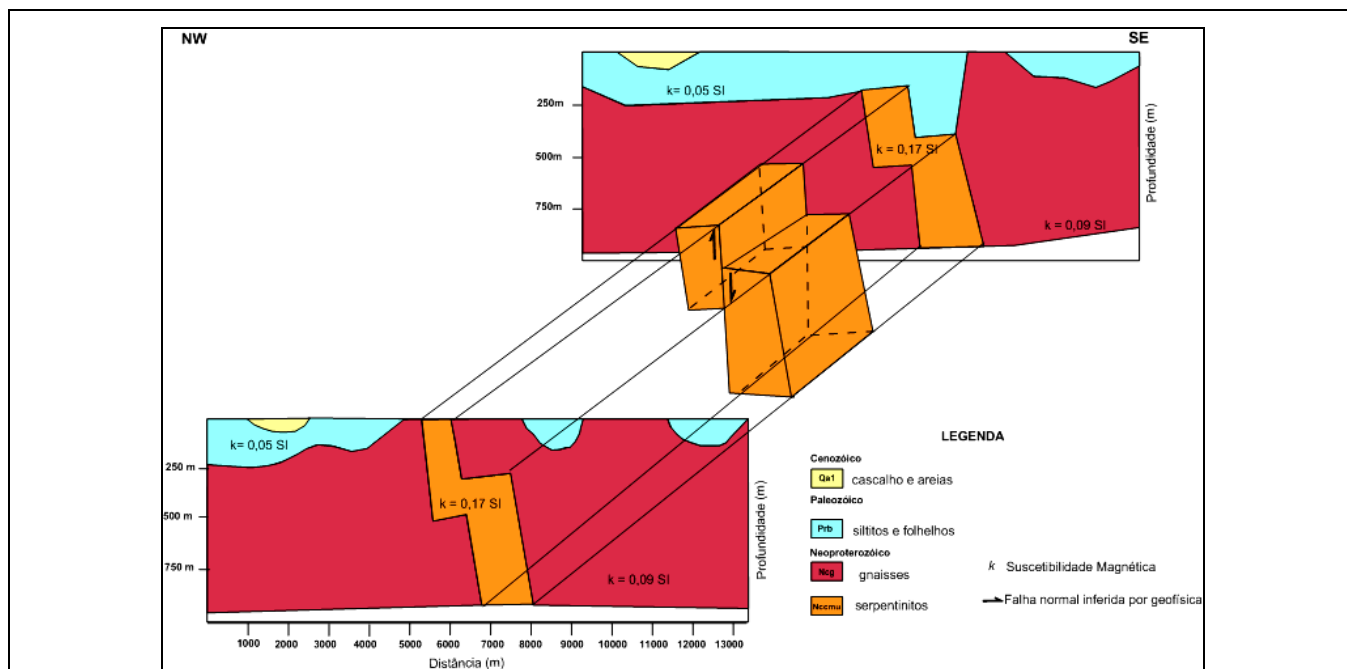 NW
SE
k= 0,05 SI
250m
500m
750m
k = 0,17 SI
k = 0,09 SI
Profundidade (m)
k= 0,05 SI
250 m
500 m
750 m
k = 0,17 SI
k = 0,09 SI
Profundidade (m)
1000 2000 3000 4000 5000 6000 7000 8000 9000 10000 11000 12000 13000
Distância (m)
LEGENDA
Cenozóico
Qa1 cascalho e areias
Paleozóico
Prb siltitos e folhelhos
Neoproterozóico
Ncg gnaisses
k Suscetibilidade Magnética
Nccmu serpentinitos
Falha normal inferida por geofísica